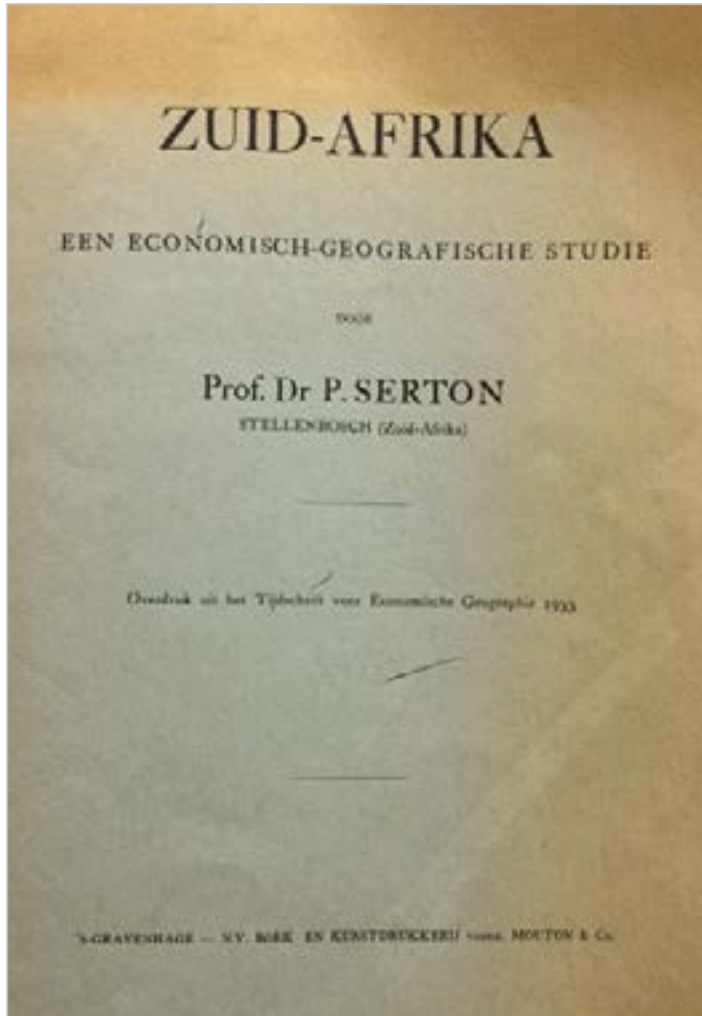 ZUID-AFRIKA
EEN ECONOMISCH-GEOGRAFISCHE STUDIE
DOOR
Prof. Dr P. SERTON
STELLENBOSCH (Zuid-Afrika)
Overdruk uit het Tijdschrift voor Economische Geographie 1933
'S-GRAVENHAGE — N.V. BOEK- EN KUNSTDRUKKERIJ voorh. MOUTON & Co.